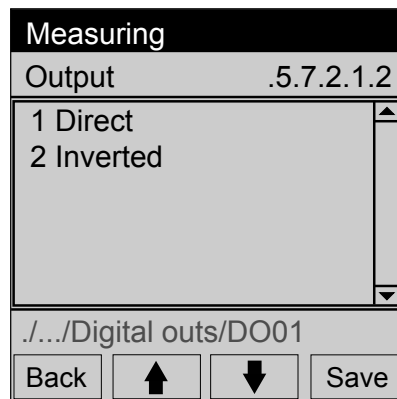 Measuring
Output .5.7.2.1.2
1 Direct
2 Inverted
./.../Digital outs/DO01
Back Save